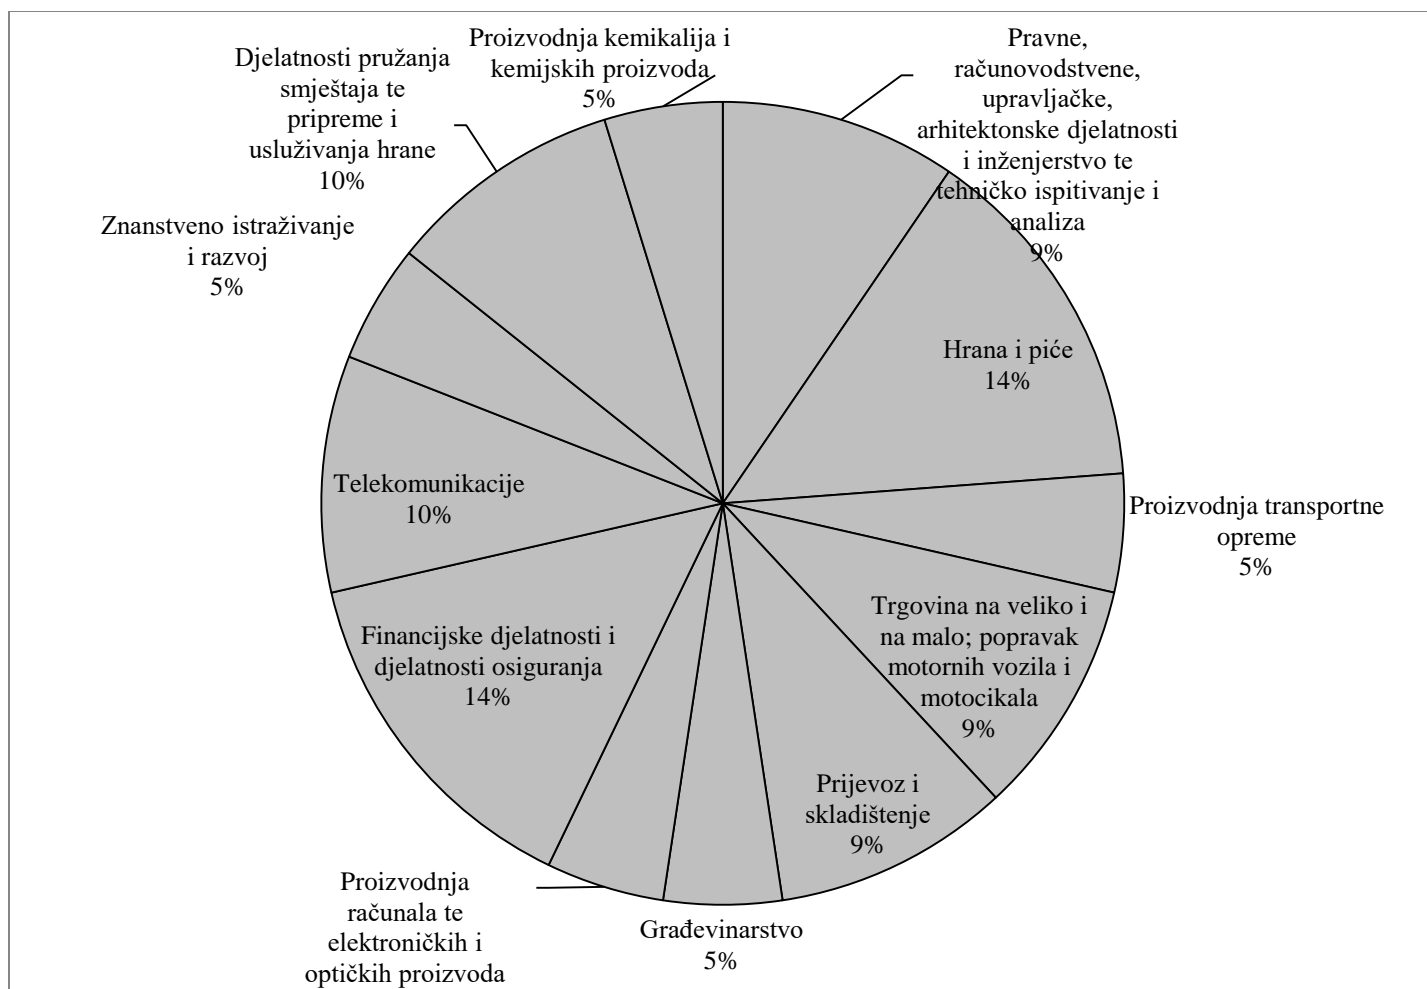 Proizvodnja kemikalija i
kemijskih proizvoda
5%
Pravne,
računovodstvene,
upravljačke,
arhitektonske djelatnosti
i inženjerstvo te
tehničko ispitivanje i
analiza
9%
Hrana i piće
14%
Proizvodnja transportne
opreme
5%
Trgovina na veliko i
na malo; popravak
motornih vozila i
motocikala
9%
Prijevoz i
skladištenje
9%
Građevinarstvo
5%
Proizvodnja
računala te
elektroničkih i
optičkih proizvoda
Financijske djelatnosti i
djelatnosti osiguranja
14%
Telekomunikacije
10%
Znanstveno istraživanje
i razvoj
5%
Djelatnosti pružanja
smještaja te
pripreme i
usluživanja hrane
10%